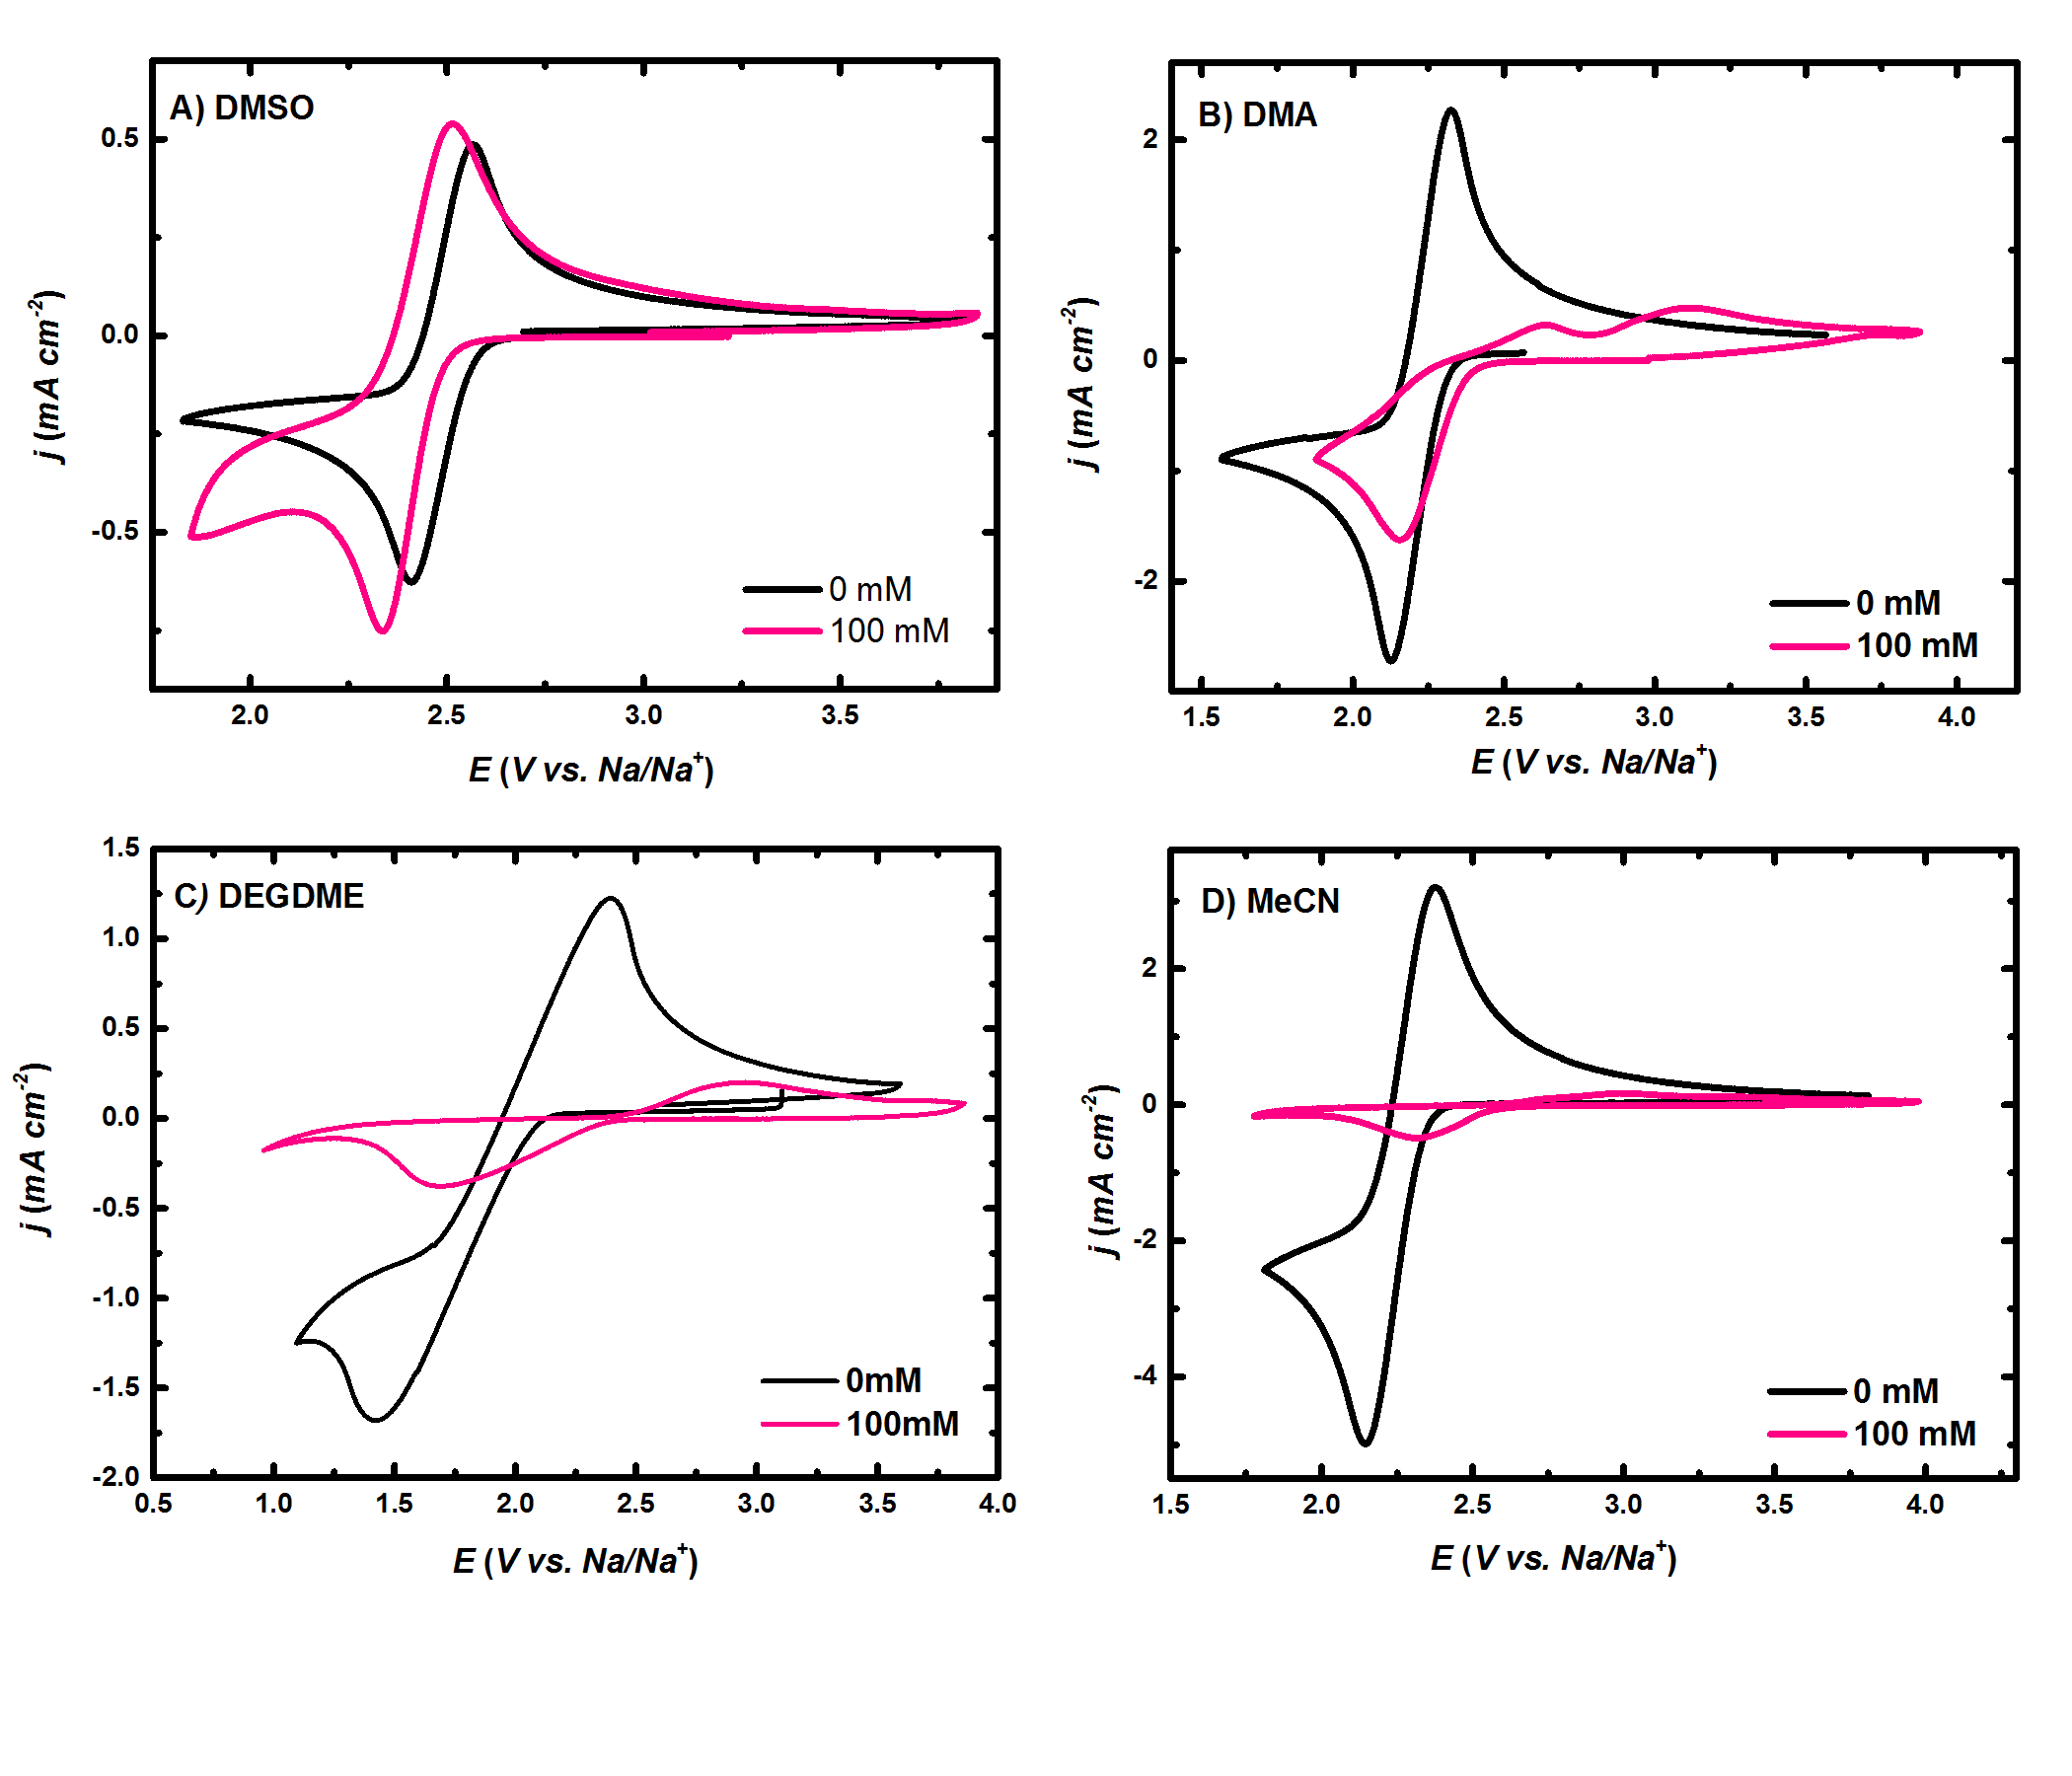 A) DMSO
0.5
0.0
-0.5
j (mA cm-2)
0 mM
100 mM
2.0 2.5 3.0 3.5
E (V vs. Na/Na+)
B) DMA
2
0
-2
j (mA cm-2)
0 mM
100 mM
1.5 2.0 2.5 3.0 3.5 4.0
E (V vs. Na/Na+)
C) DEGDME
1.5
1.0
0.5
0.0
-0.5
-1.0
-1.5
-2.0
j (mA cm-2)
0mM
100mM
0.5 1.0 1.5 2.0 2.5 3.0 3.5 4.0
E (V vs. Na/Na+)
D) MeCN
2
0
-2
-4
j (mA cm-2)
0 mM
100 mM
1.5 2.0 2.5 3.0 3.5 4.0
E (V vs. Na/Na+)